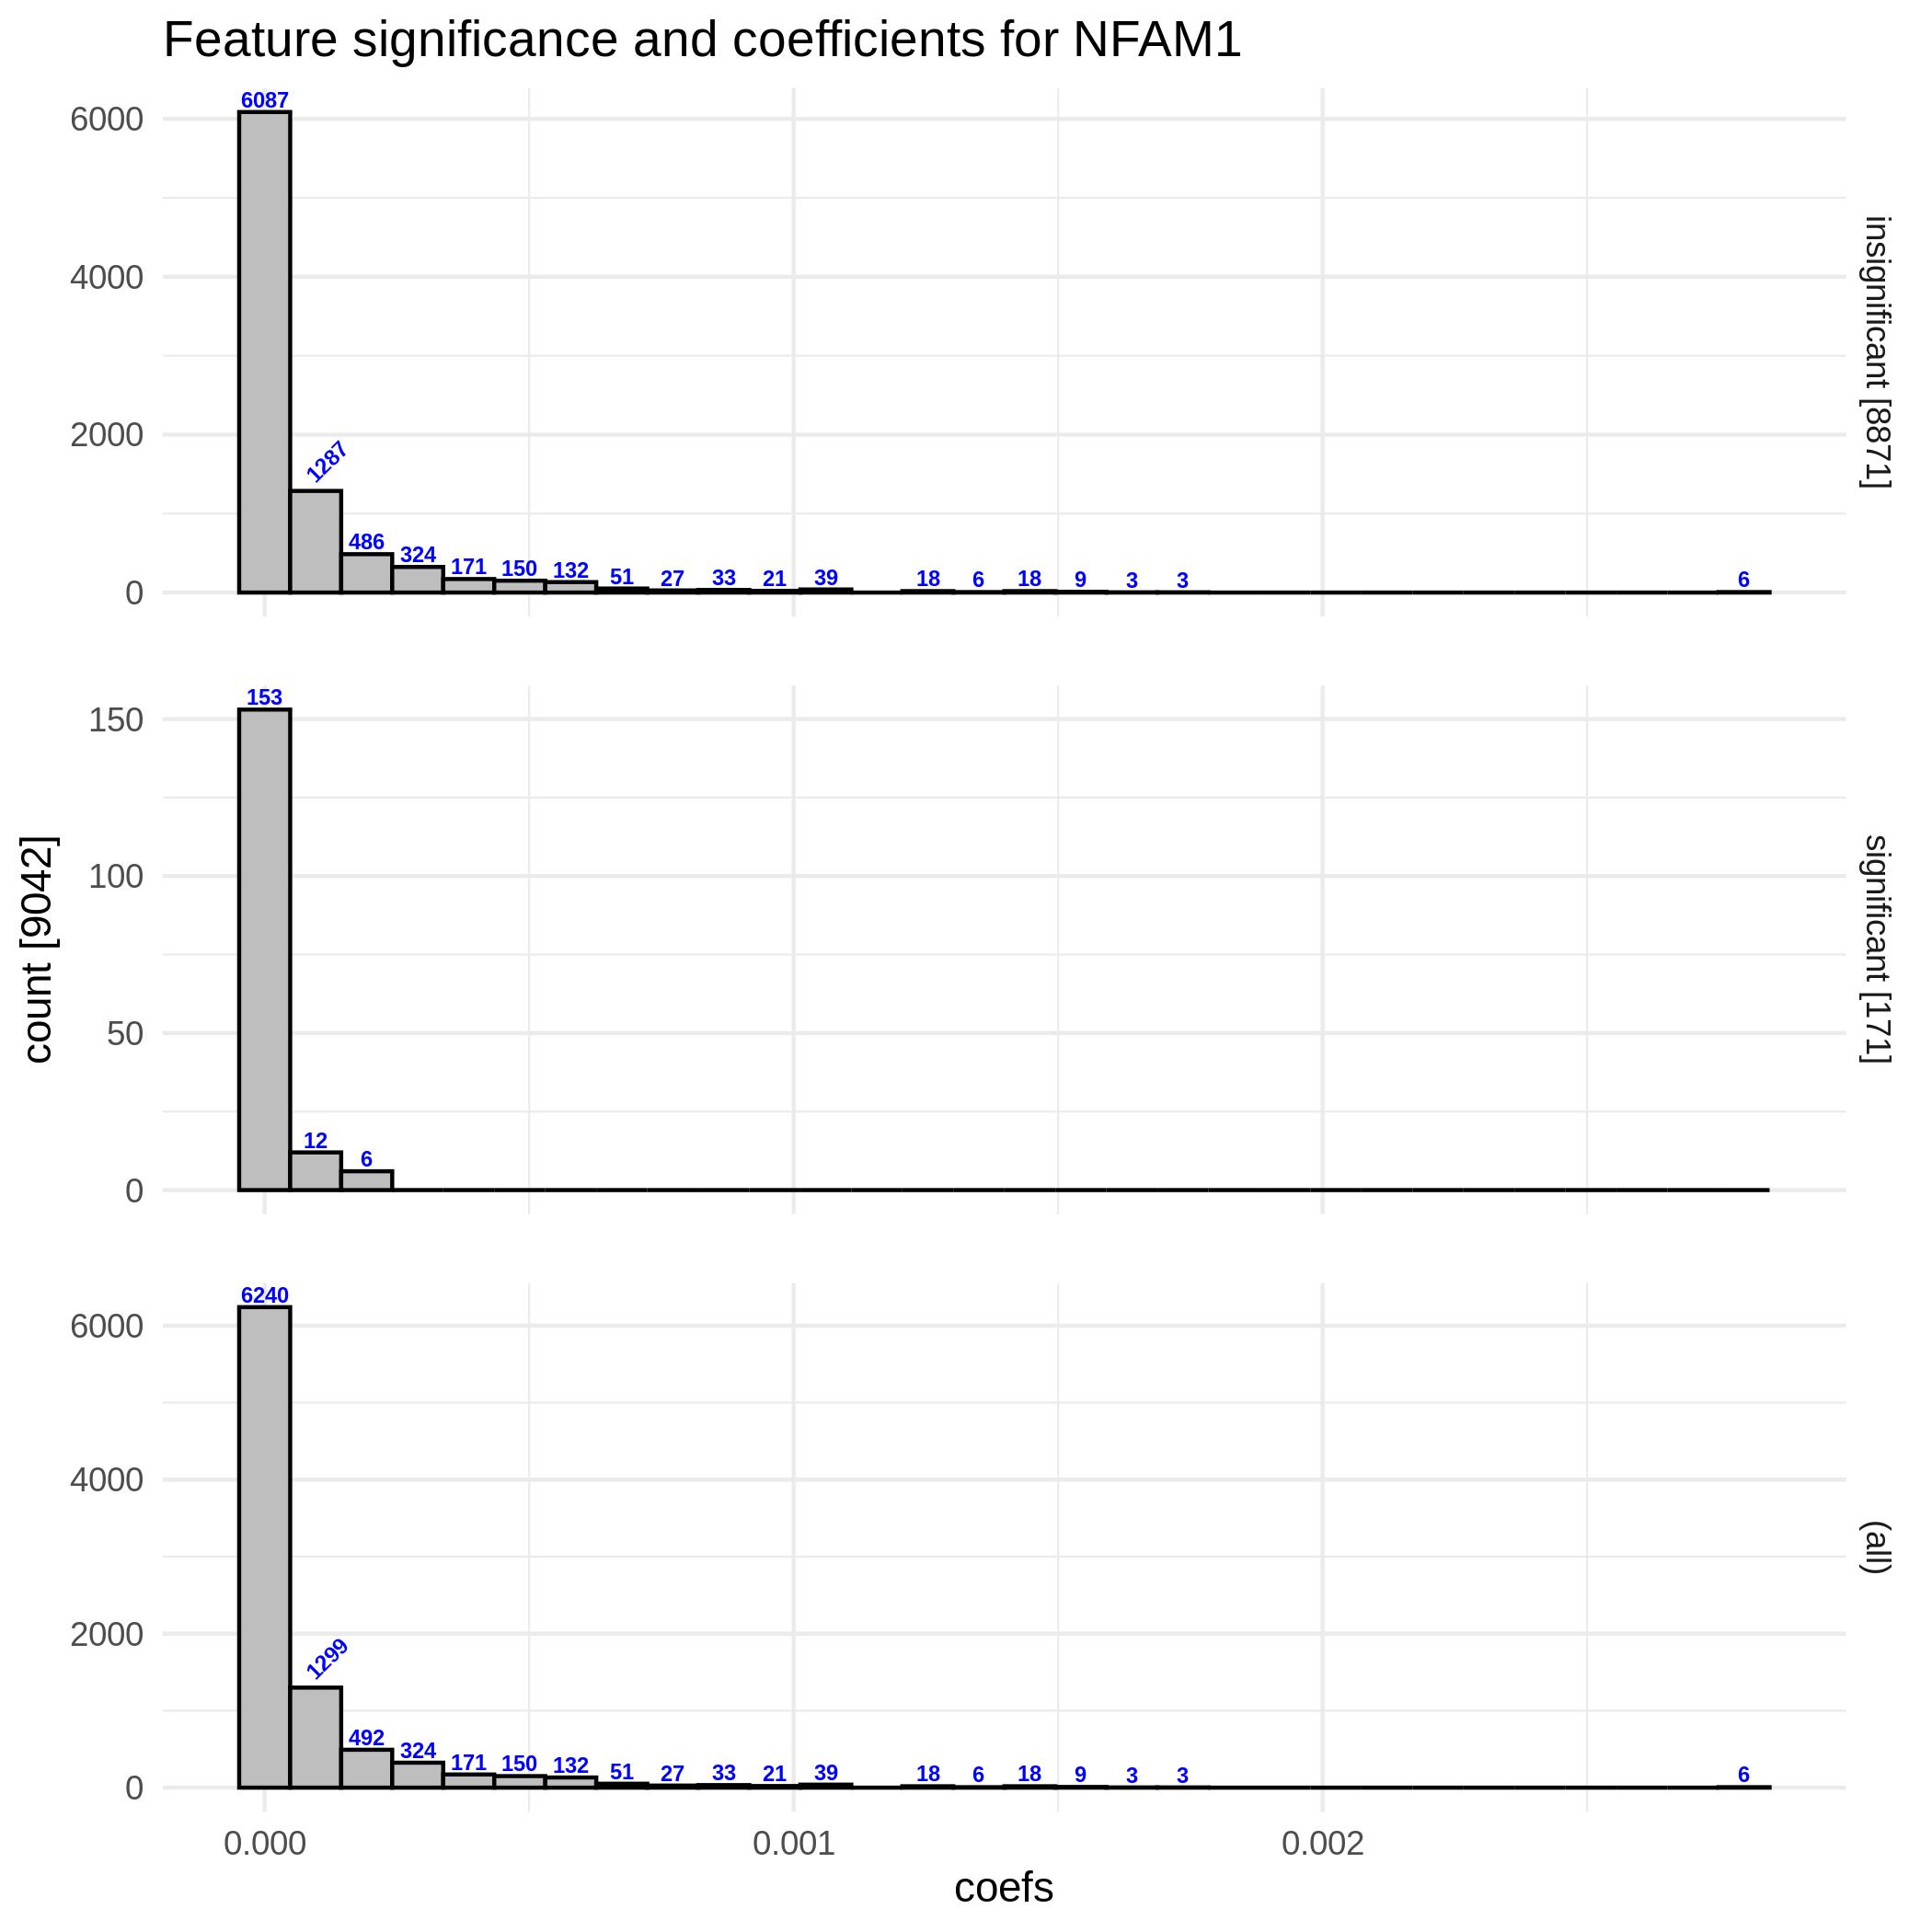 Feature significance and coefficients for NFAM1
6087
6000
4000
2000
1287
486 324 171 150 132 51 27 33 21 39 18 6 18 9 3 3 6
0
insignificant [8871]
153
150
100
50
12
6
0
significant [171]
count [9042]
6240
6000
4000
2000
1299
492 324 171 150 132 51 27 33 21 39 18 6 18 9 3 3 6
0
(all)
0.000 0.001 0.002
coefs